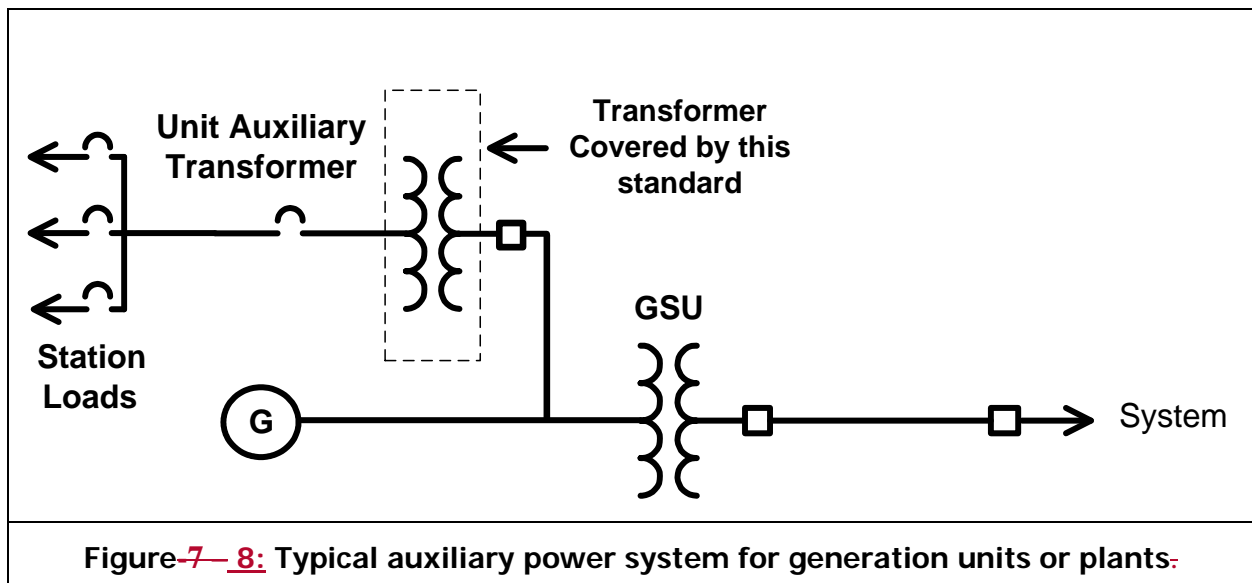 Unit Auxiliary
Transformer
Transformer
Covered by this
standard
Station
Loads
GSU
G
System
Figure-7 – 8: Typical auxiliary power system for generation units or plants.